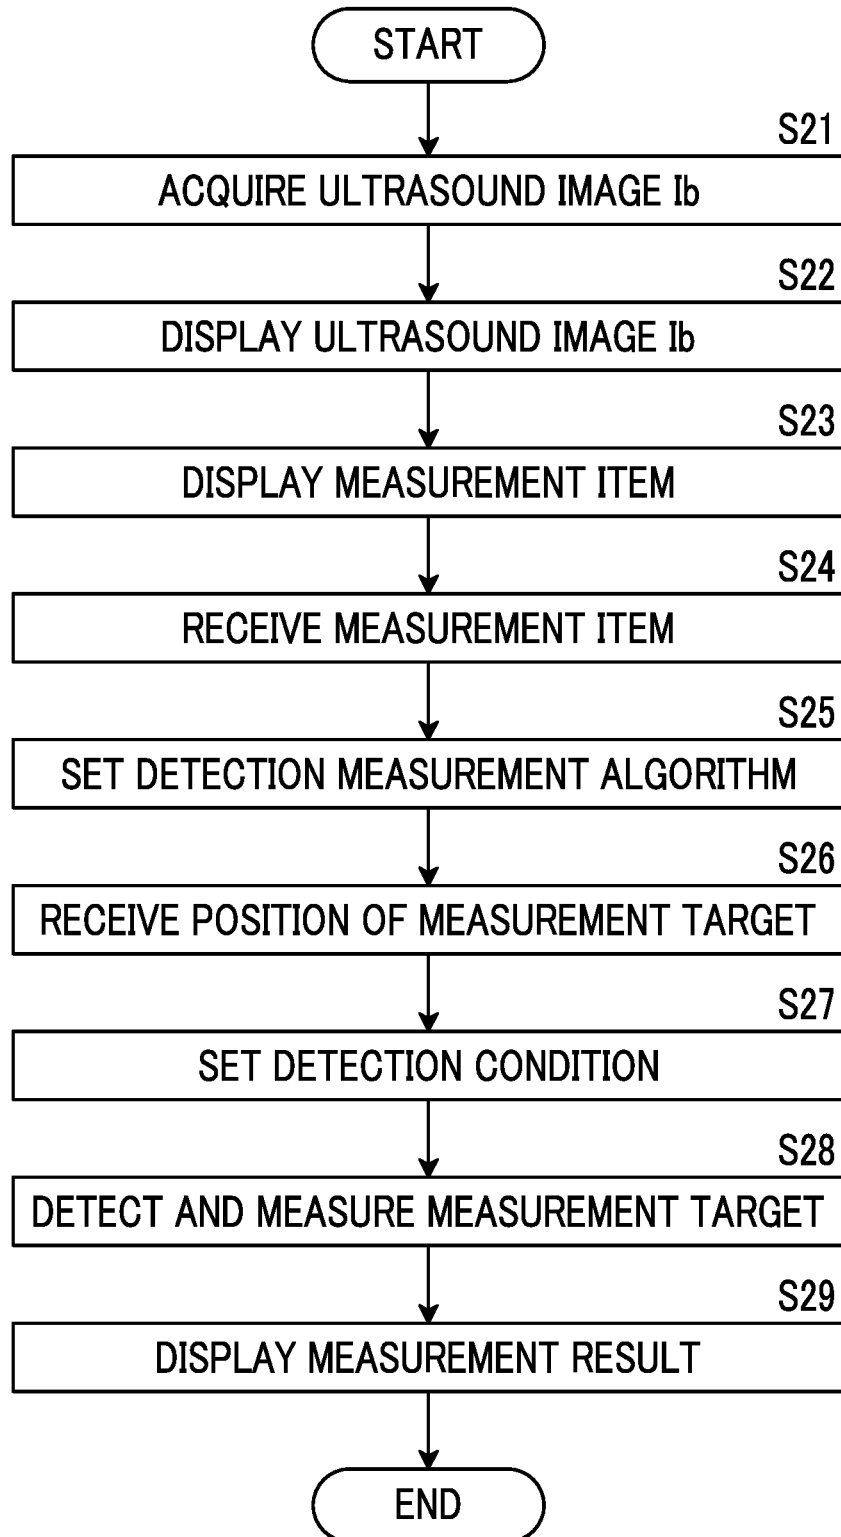 START
S21
ACQUIRE ULTRASOUND IMAGE Ib
S22
DISPLAY ULTRASOUND IMAGE Ib
S23
DISPLAY MEASUREMENT ITEM
S24
RECEIVE MEASUREMENT ITEM
S25
SET DETECTION MEASUREMENT ALGORITHM
S26
RECEIVE POSITION OF MEASUREMENT TARGET
S27
SET DETECTION CONDITION
S28
DETECT AND MEASURE MEASUREMENT TARGET
S29
DISPLAY MEASUREMENT RESULT
END